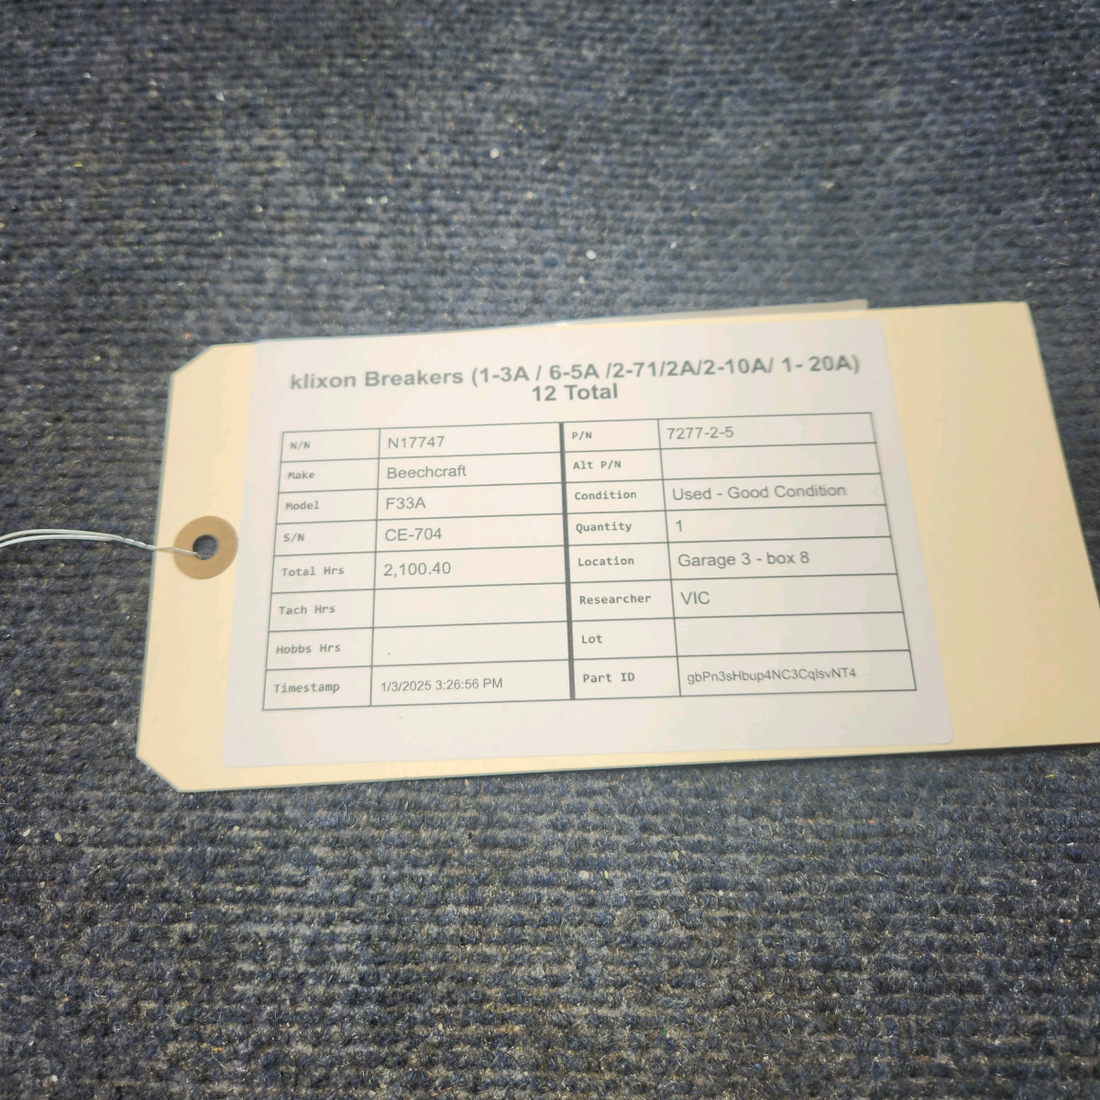 klixon Breakers (1-3A / 6-5A /2-71/2A/2-10A/ 1- 20A)
12 Total
N/N N17747 P/N 7277-2-5
Make Beechcraft Alt P/N
Model F33A Condition Used - Good Condition
S/N CE-704 Quantity 1
Total Hrs 2,100.40 Location Garage 3 - box 8
Tach Hrs Researcher VIC
Hobbs Hrs Lot
Timestamp 1/3/2025 3:26:56 PM Part ID